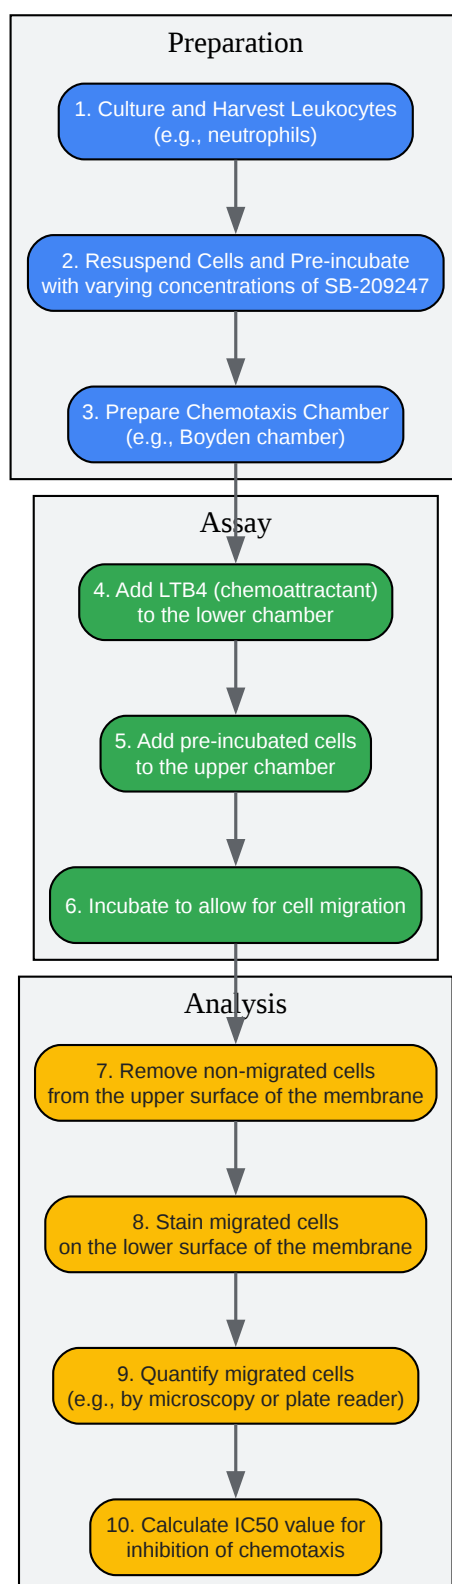 Preparation
1. Culture and Harvest Leukocytes
(e.g., neutrophils)
2. Resuspend Cells and Pre-incubate
with varying concentrations of SB-209247
3. Prepare Chemotaxis Chamber
(e.g., Boyden chamber)
Assay
4. Add LTB4 (chemoattractant)
to the lower chamber
5. Add pre-incubated cells
to the upper chamber
6. Incubate to allow for cell migration
Analysis
7. Remove non-migrated cells
from the upper surface of the membrane
8. Stain migrated cells
on the lower surface of the membrane
9. Quantify migrated cells
(e.g., by microscopy or plate reader)
10. Calculate IC50 value for
inhibition of chemotaxis